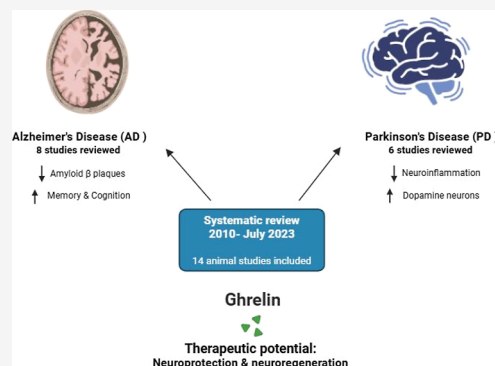 Alzheimer's Disease (AD )
8 studies reviewed
Amyloid β plaques
Memory & Cognition
Parkinson's Disease (PD )
6 studies reviewed
Neuroinflammation
Dopamine neurons
Systematic review
2010- July 2023
14 animal studies included
Ghrelin
Therapeutic potential:
Neuroprotection & neuroregeneration